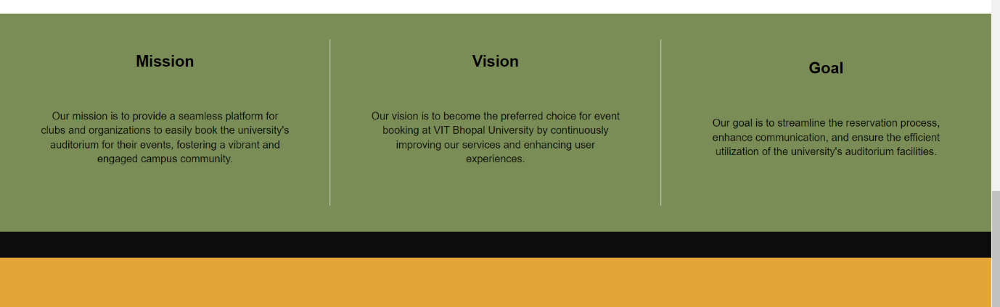 Mission
Our mission is to provide a seamless platform for
clubs and organizations to easily book the university's
auditorium for their events, fostering a vibrant and
engaged campus community.
Vision
Our vision is to become the preferred choice for event
booking at VIT Bhopal University by continuously
improving our services and enhancing user
experiences.
Goal
Our goal is to streamline the reservation process,
enhance communication, and ensure the efficient
utilization of the university's auditorium facilities.